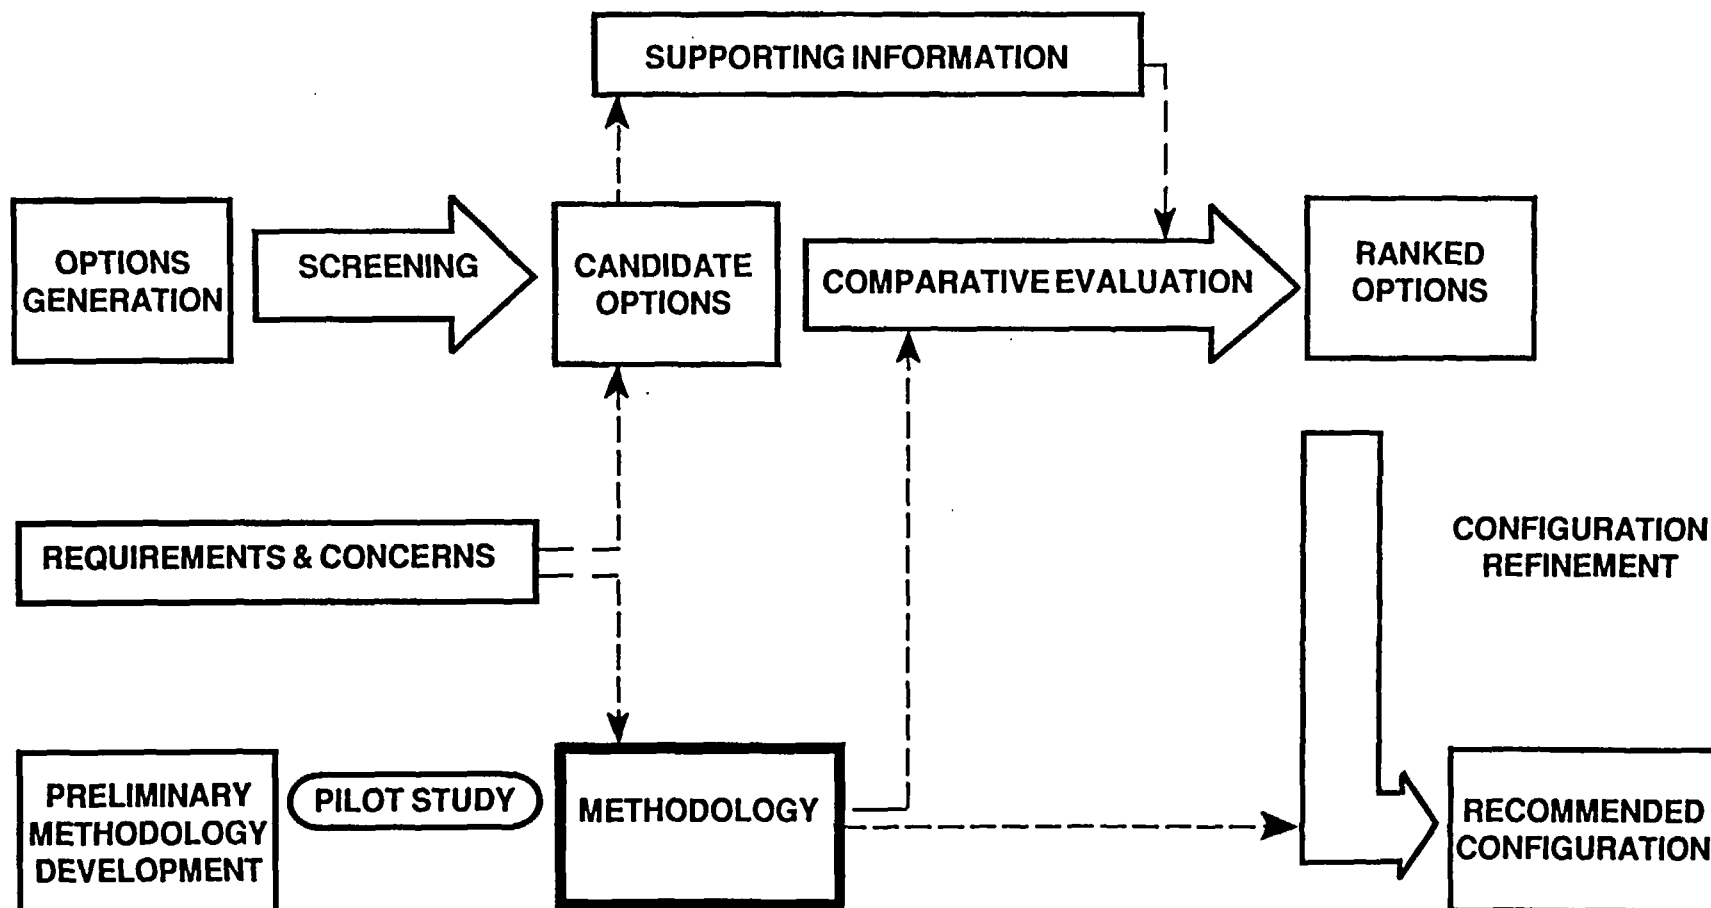 SUPPORTING INFORMATION
OPTIONS
GENERATION
SCREENING
CANDIDATE
OPTIONS
COMPARATIVE EVALUATION
RANKED
OPTIONS
REQUIREMENTS & CONCERNS
CONFIGURATION
REFINEMENT
PRELIMINARY
METHODOLOGY
DEVELOPMENT
PILOT STUDY
METHODOLOGY
RECOMMENDED
CONFIGURATION